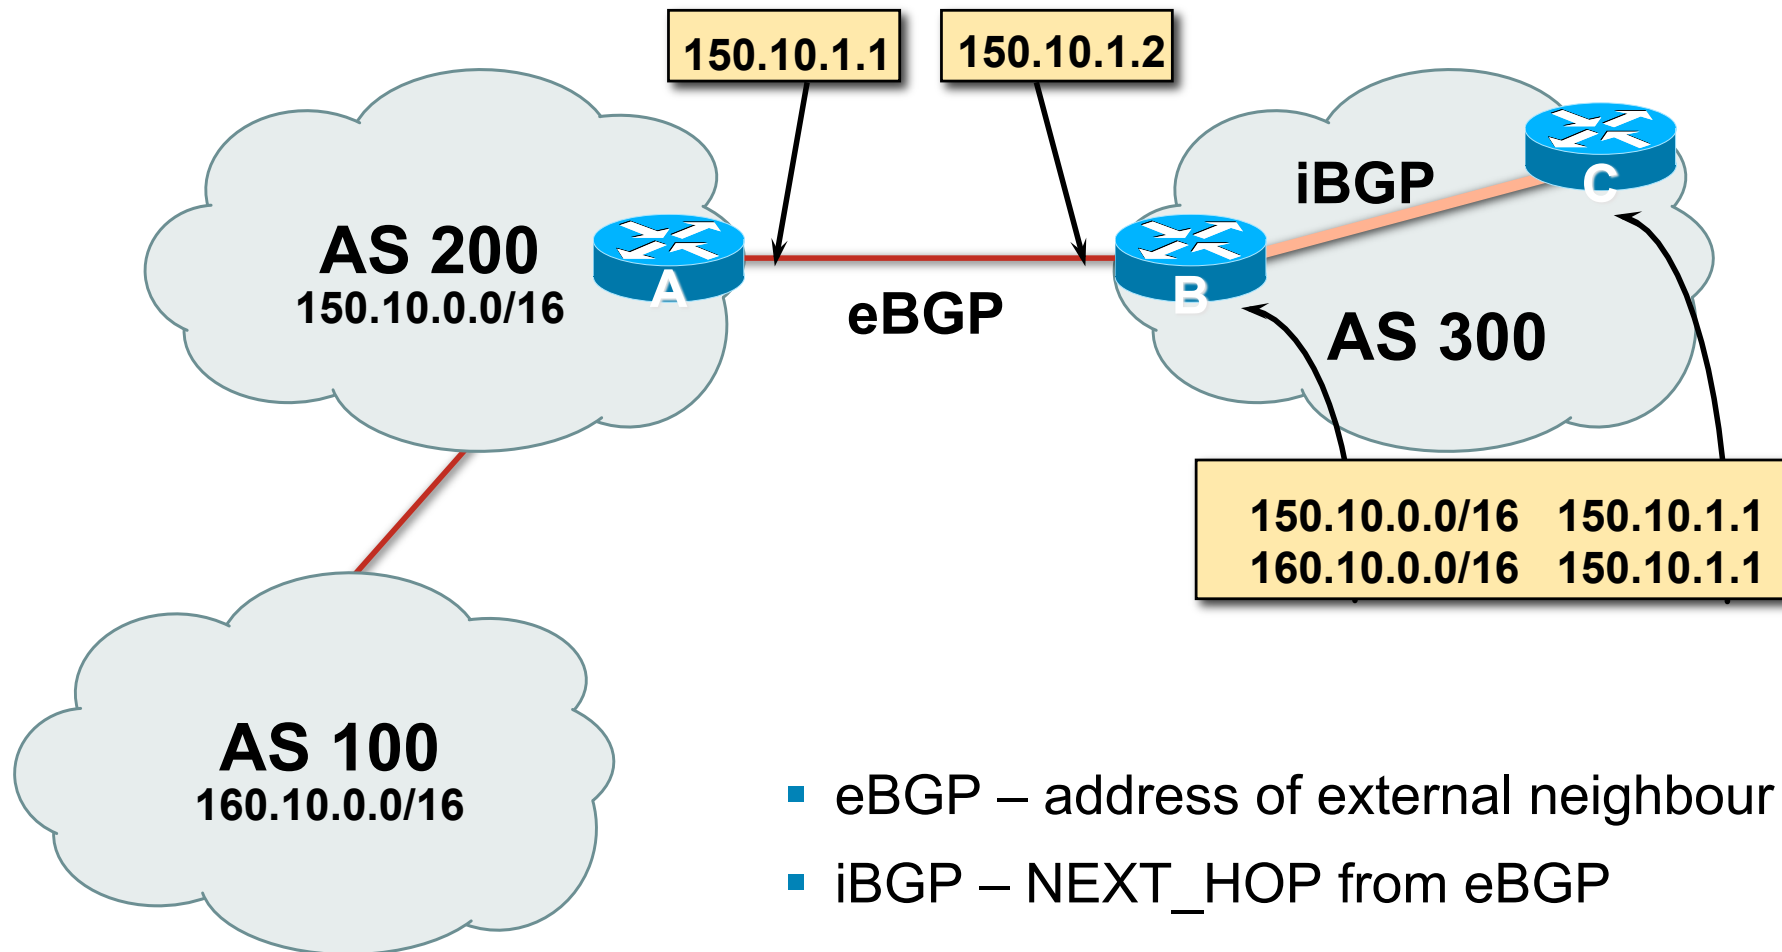 150.10.1.1
150.10.1.2
C
iBGP
AS 200
150.10.0.0/16
A
B
eBGP
AS 300
150.10.0.0/16 150.10.1.1
160.10.0.0/16 150.10.1.1
AS 100
160.10.0.0/16
eBGP – address of external neighbour
iBGP – NEXT_HOP from eBGP